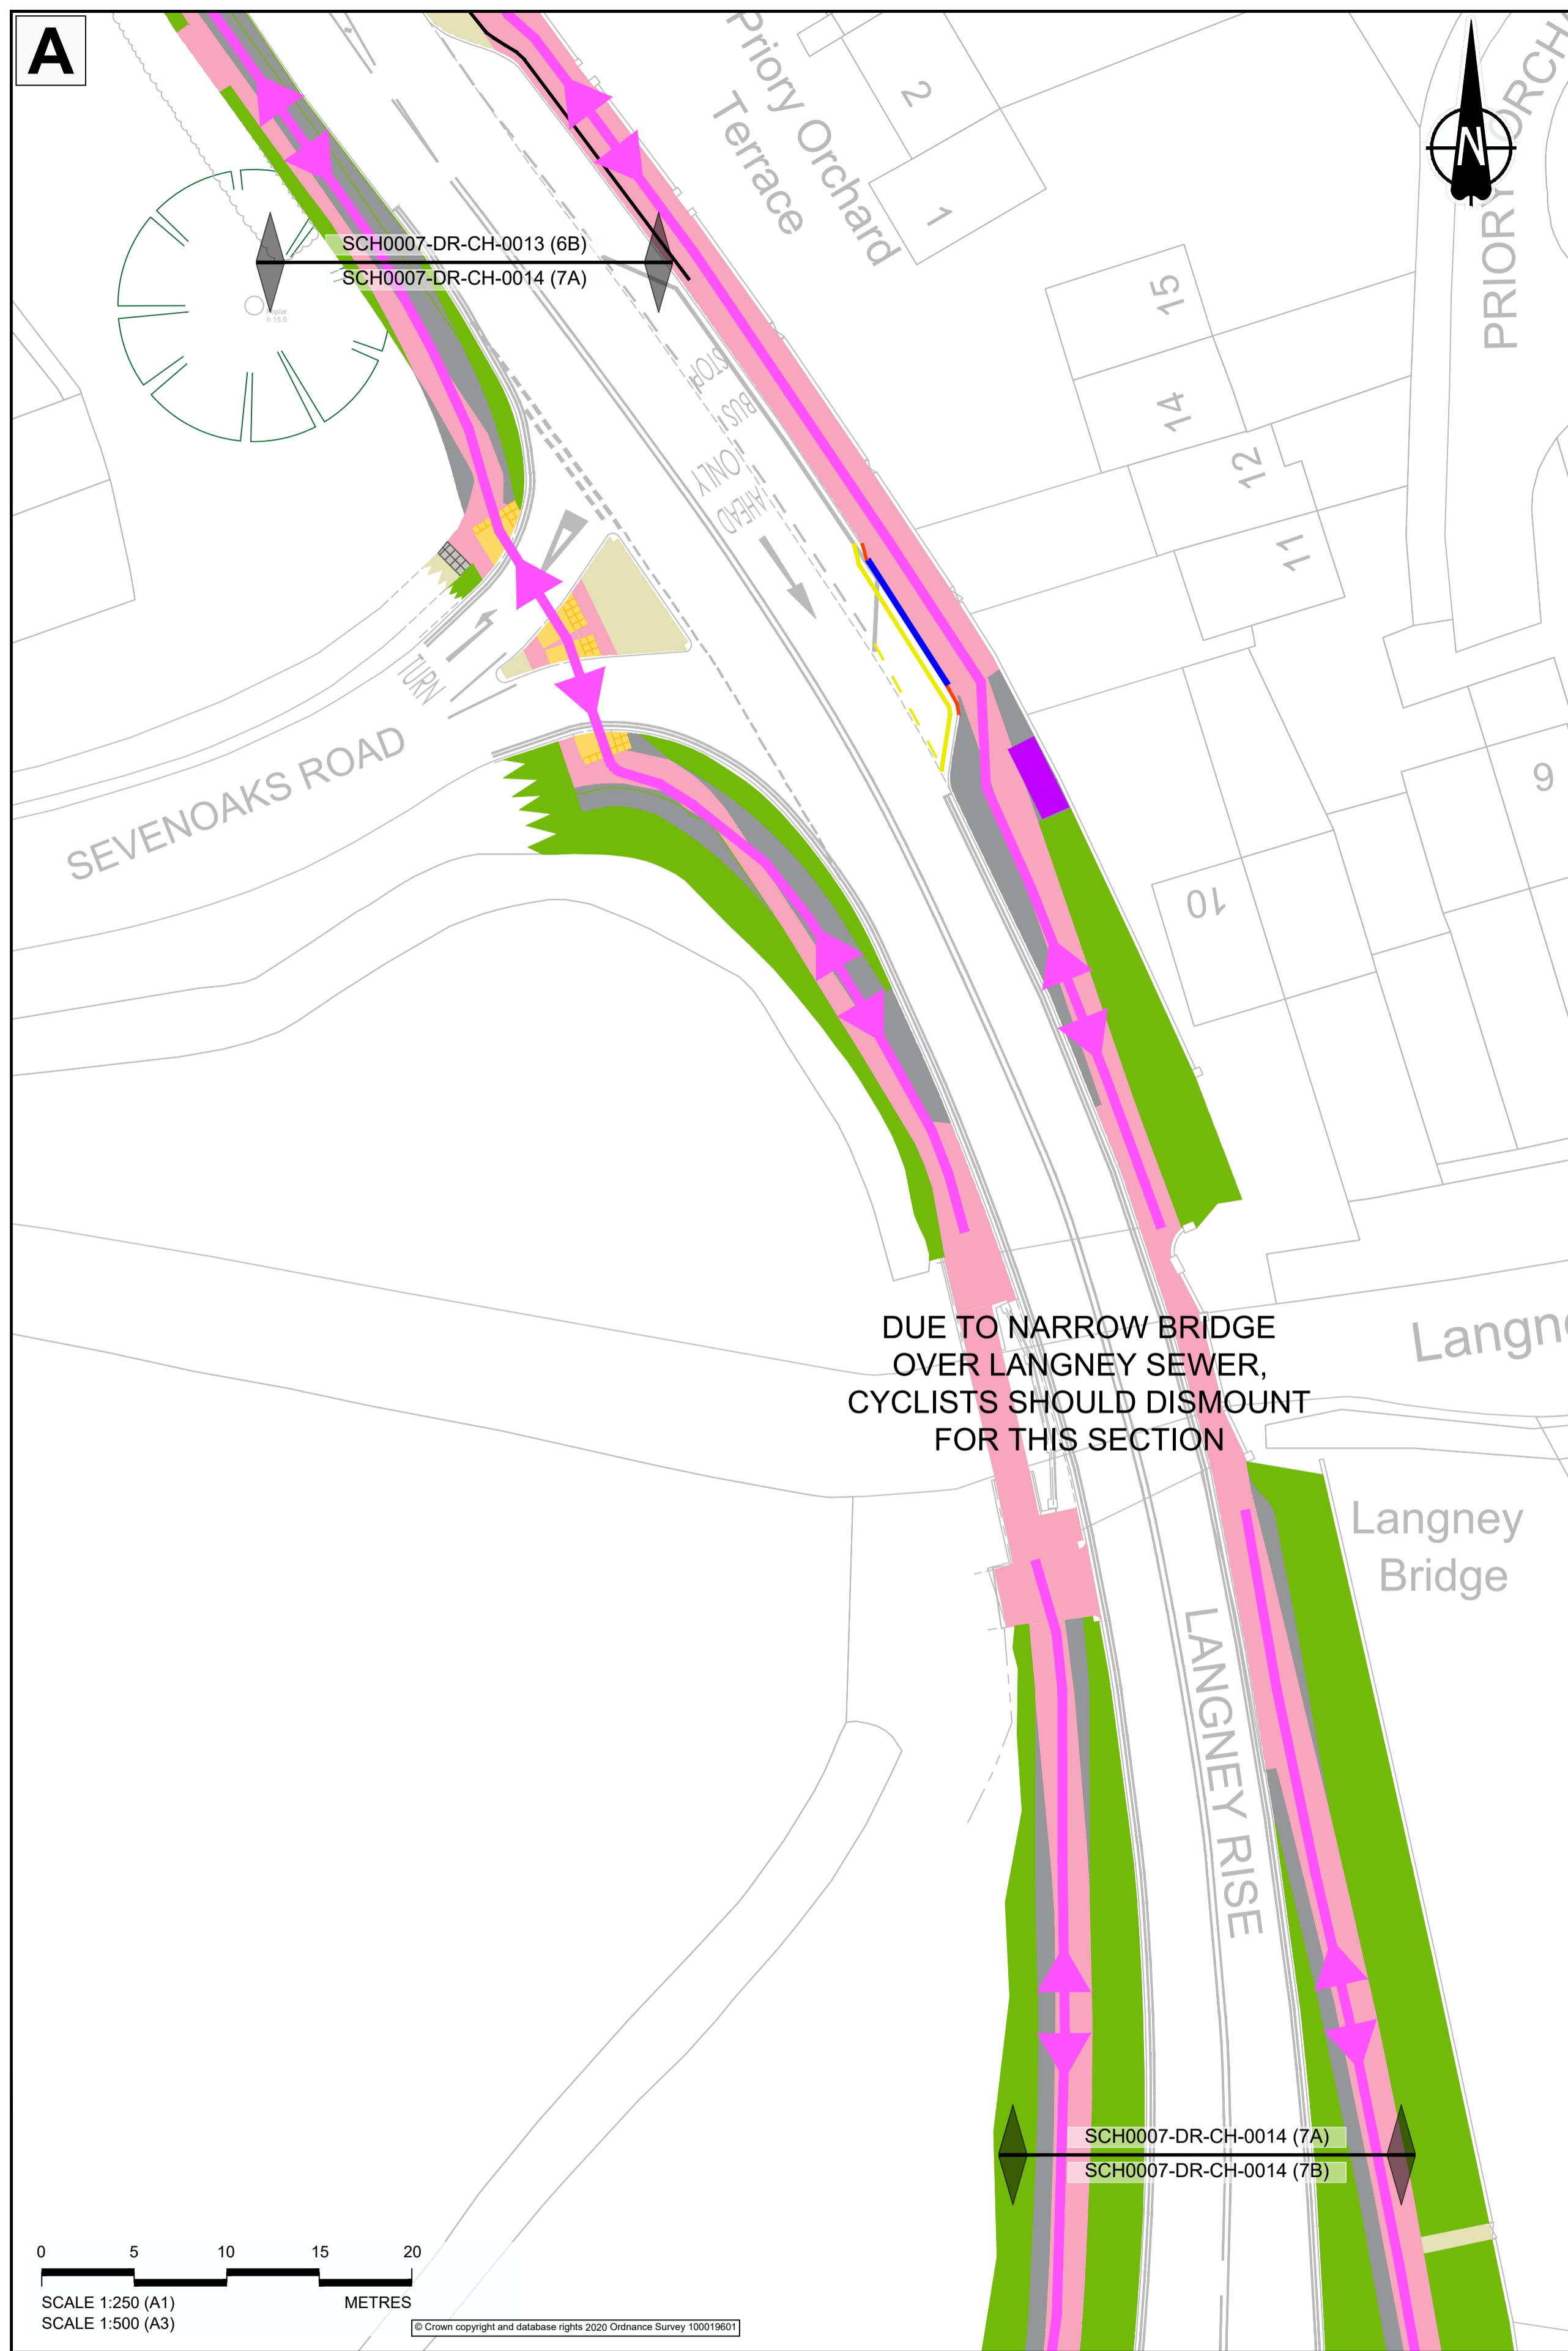 A
Priory Orchard
Terrace
2
1
N
PRIORY ORCH
SCH0007-DR-CH-0013 (6B)
SCH0007-DR-CH-0014 (7A)
h 15.0
STOP
BUS
ONLY
AHEAD
15
14
12
11
TURN
SEVENOAKS ROAD
9
10
DUE TO NARROW BRIDGE
OVER LANGNEY SEWER,
CYCLISTS SHOULD DISMOUNT
FOR THIS SECTION
Langn
Langney
Bridge
LANGNEY RISE
SCH0007-DR-CH-0014 (7A)
SCH0007-DR-CH-0014 (7B)
0 5 10 15 20
SCALE 1:250 (A1) METRES
SCALE 1:500 (A3)
© Crown copyright and database rights 2020 Ordnance Survey 100019601